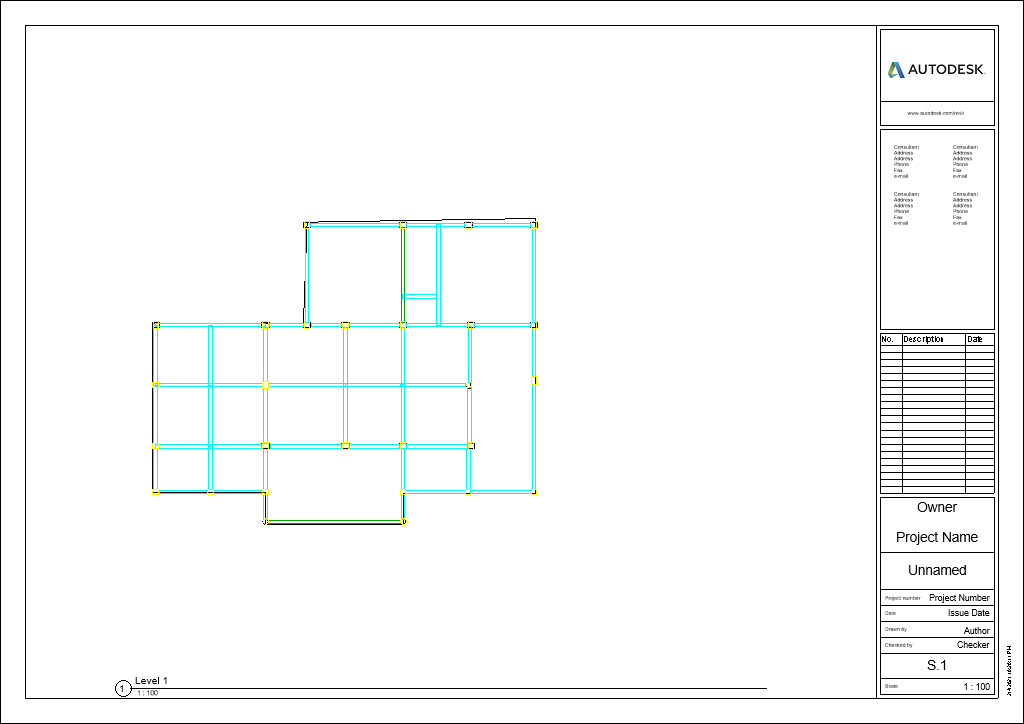 AUTODESK.
www.autodesk.com/revit
Consultant
Address
Address
Phone
Fax
e-mail
Consultant
Address
Address
Phone
Fax
e-mail
Consultant
Address
Address
Phone
Fax
e-mail
Consultant
Address
Address
Phone
Fax
e-mail
No. Description Date
Owner
Project Name
Unnamed
Project number Project Number
Date Issue Date
Drawn by Author
Checked by Checker
S.1
Scale 1 : 100
1 Level 1
1 : 100